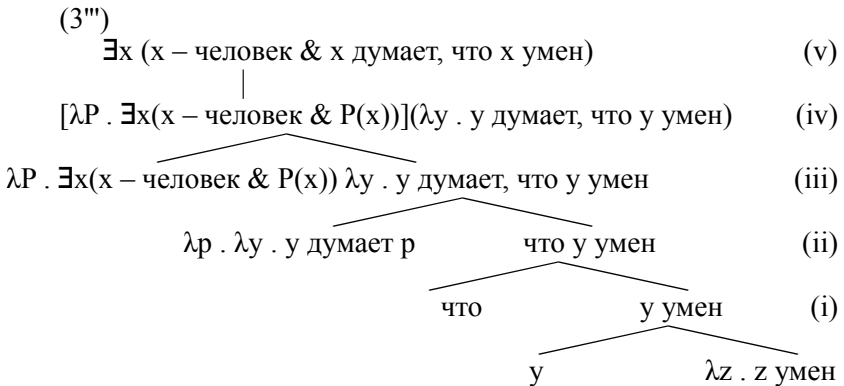 (3''')
∃x (x – человек & x думает, что x умен) (v)
[λP . ∃x(x – человек & P(x))](λy . y думает, что y умен) (iv)
λP . ∃x(x – человек & P(x)) λy . y думает, что y умен (iii)
λp . λy . y думает p что y умен (ii)
что y умен (i)
y λz . z умен